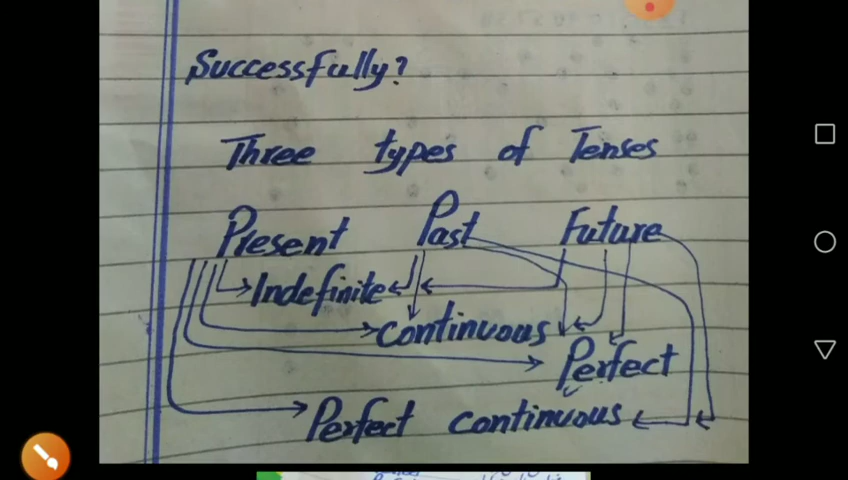 Successfully?
Three types of Tenses
Present Past Future
Indefinite
continuous
Perfect
Perfect continuous